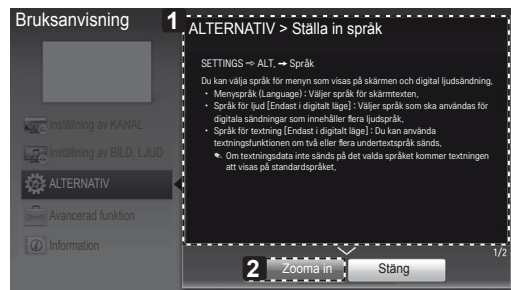 Bruksanvisning
Inställning av KANAL
Inställning av BILD, LJUD
ALTERNATIV
Avancerad funktion
Information
1
ALTERNATIV > Ställa in språk
SETTINGS ⇨ ALT. ➙ Språk
Du kan välja språk för menyn som visas på skärmen och digital ljudsändning.
• Menyspråk (Language) : Väljer språk för skärmtexten.
• Språk för ljud [Endast i digitalt läge] : Väljer språk som ska användas för
digitala sändningar som innehåller flera ljudspråk.
• Språk för textning [Endast i digitalt läge] : Du kan använda
textningsfunktionen om två eller flera undertextspråk sänds.
Om textningsdata inte sänds på det valda språket kommer textningen
att visas på standardspråket.
1/2
2
Zooma in
Stäng